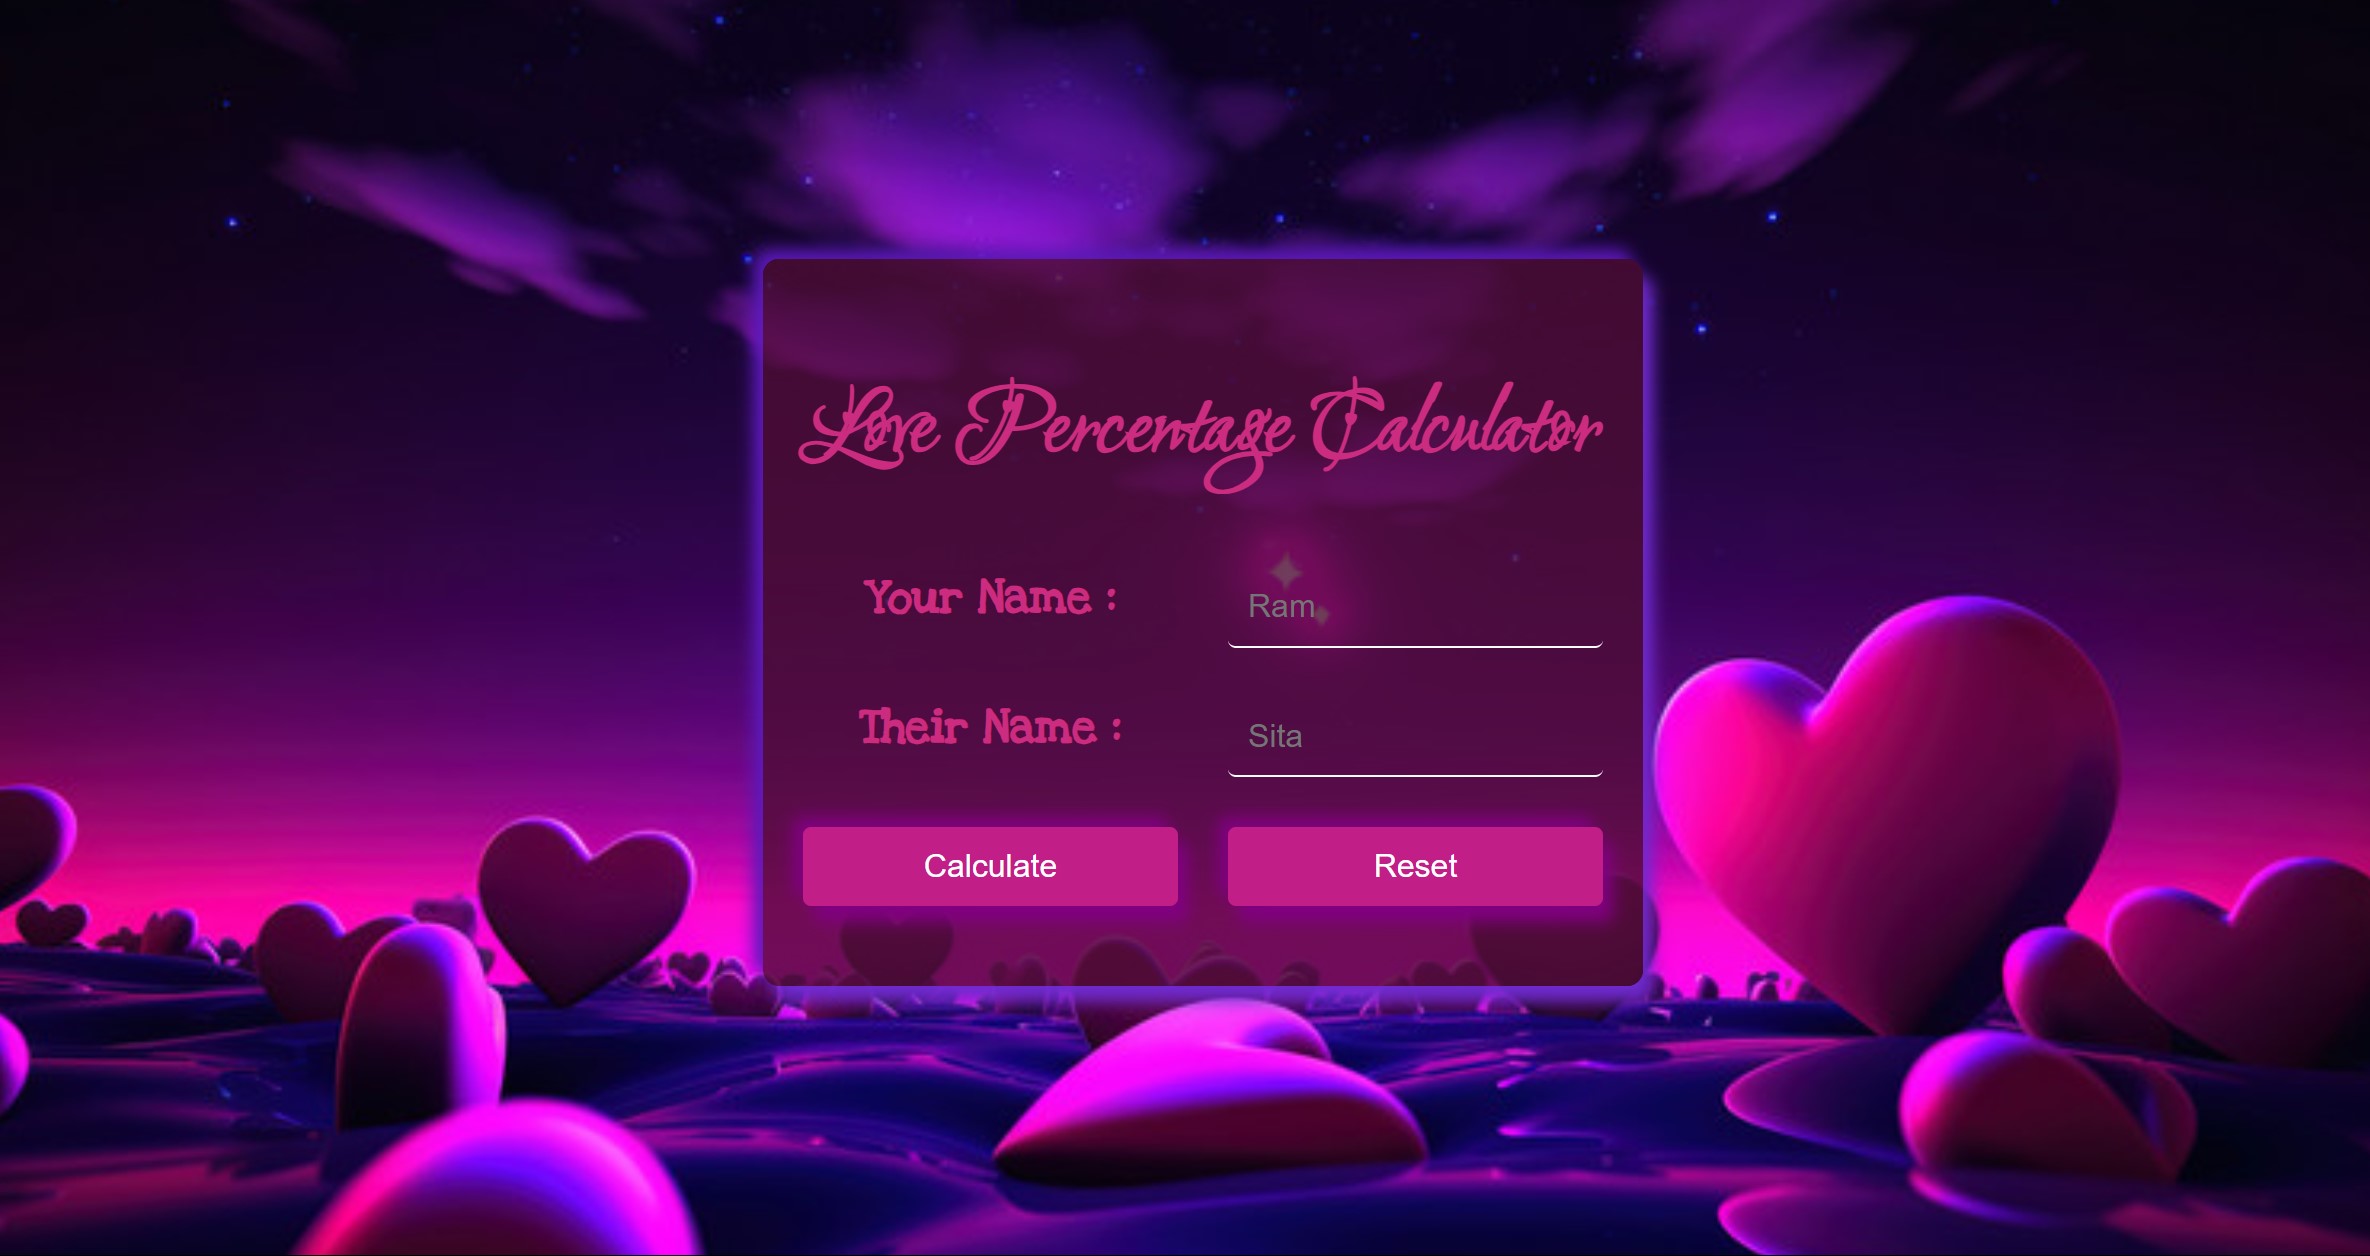 Love Percentage Calculator
Your Name :
Ram
Their Name :
Sita
Calculate
Reset